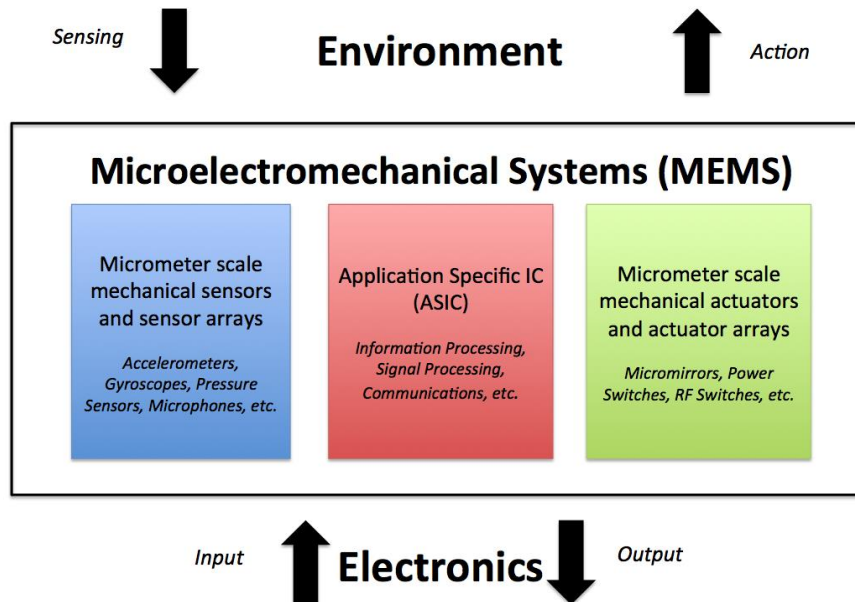 Sensing
Environment
Action
Microelectromechanical Systems (MEMS)
Micrometer scale
mechanical sensors
and sensor arrays
Accelerometers,
Gyroscopes, Pressure
Sensors, Microphones, etc.
Application Specific IC
(ASIC)
Information Processing,
Signal Processing,
Communications, etc.
Micrometer scale
mechanical actuators
and actuator arrays
Micromirrors, Power
Switches, RF Switches, etc.
Input
Electronics
Output